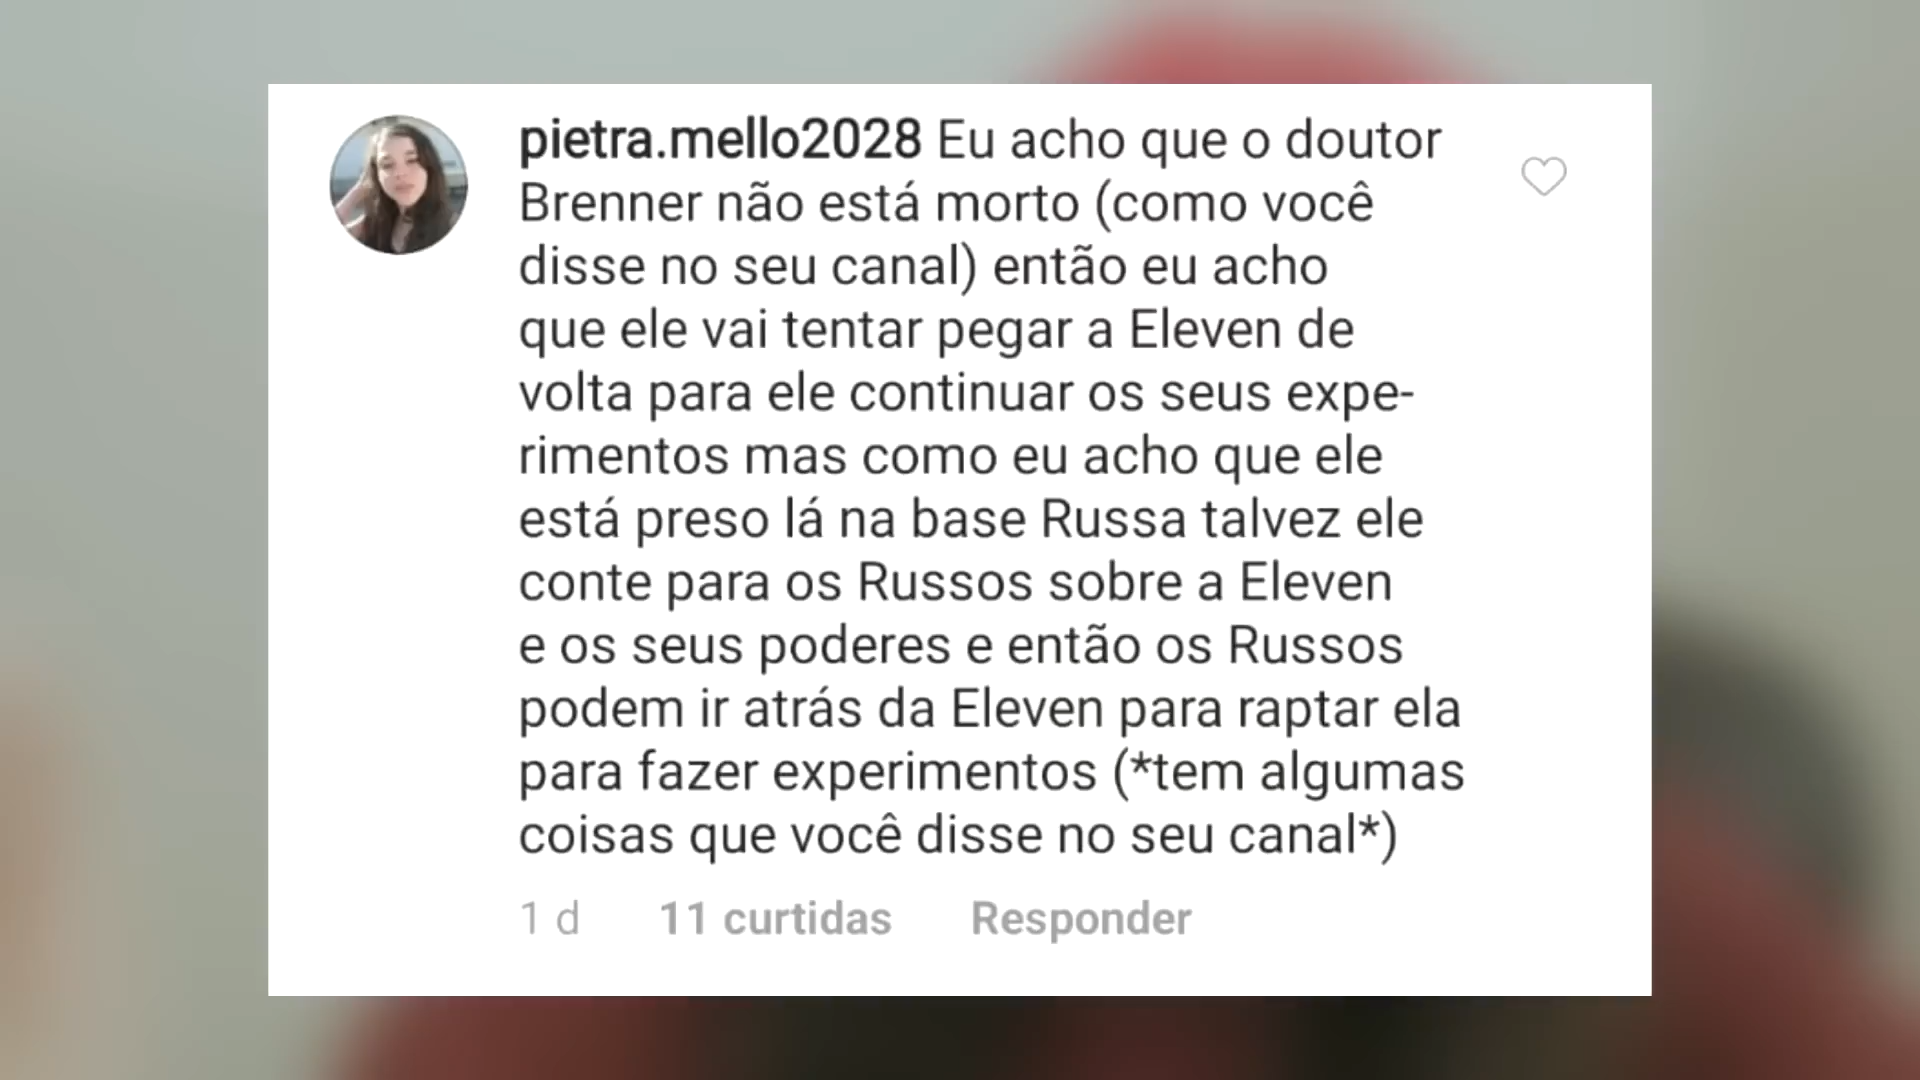 pietra.mello2028 Eu acho que o doutor
Brenner não está morto (como você
disse no seu canal) então eu acho
que ele vai tentar pegar a Eleven de
volta para ele continuar os seus expe-
rimentos mas como eu acho que ele
está preso lá na base Russa talvez ele
conte para os Russos sobre a Eleven
e os seus poderes e então os Russos
podem ir atrás da Eleven para raptar ela
para fazer experimentos (*tem algumas
coisas que você disse no seu canal*)
1 d 11 curtidas Responder